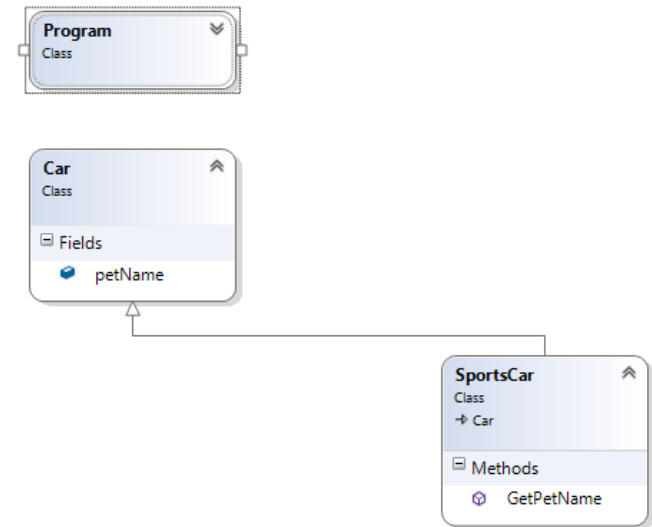 Program
Class
Car
Class
Fields
petName
SportsCar
Class
Car
Methods
GetPetName